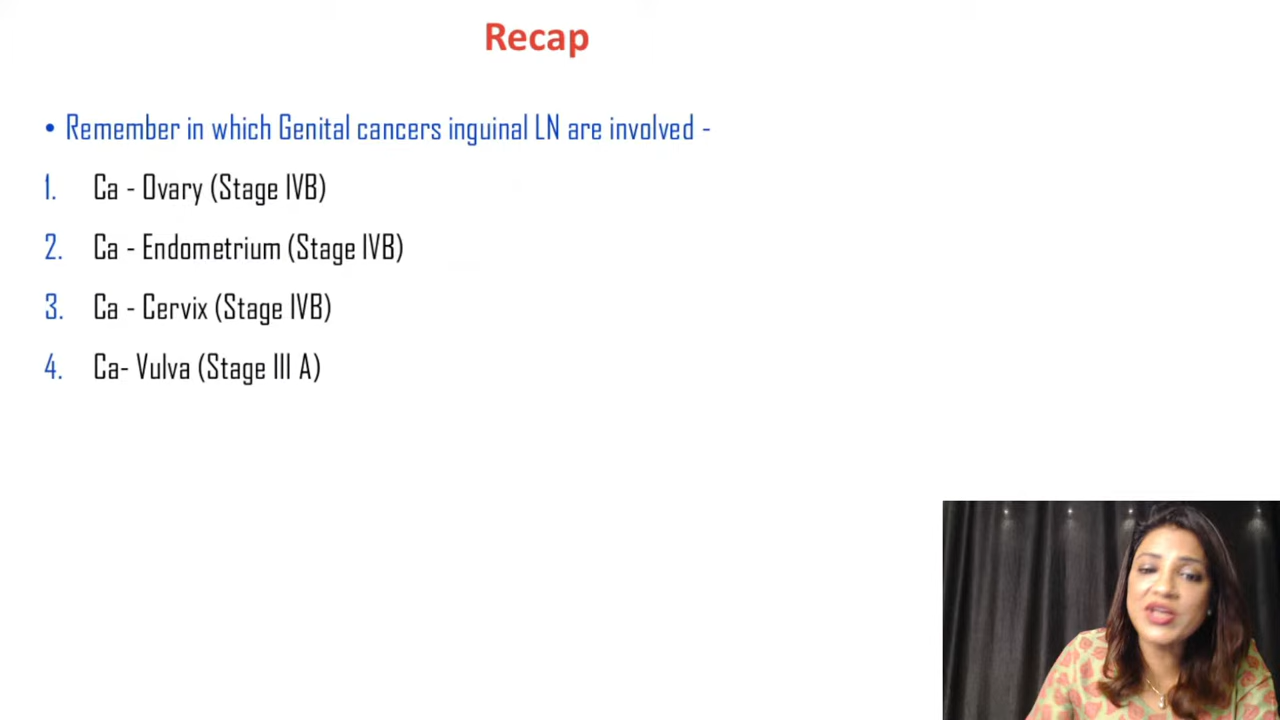 Recap
• Remember in which Genital cancers inguinal LN are involved -
1. Ca - Ovary (Stage IVB)
2. Ca - Endometrium (Stage IVB)
3. Ca - Cervix (Stage IVB)
4. Ca- Vulva (Stage III A)